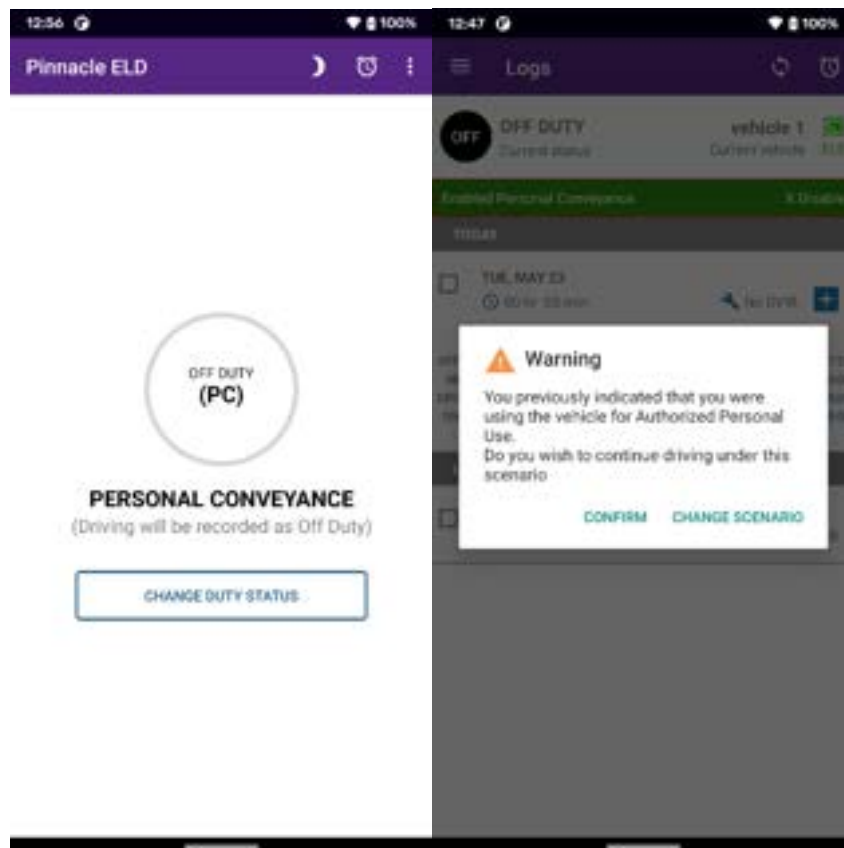 12:56
100%
Pinnacle ELD
OFF DUTY
(PC)
PERSONAL CONVEYANCE
(Driving will be recorded as Off Duty)
CHANGE DUTY STATUS
12:47
100%
Logs
OFF
OFF DUTY
Current status
vehicle 1
Current vehicle
Enabled Personal Conveyance
TODAY
TUE, MAY 23
Warning
You previously indicated that you were
using the vehicle for Authorized Personal
Use.
Do you wish to continue driving under this
scenario
CONFIRM
CHANGE SCENARIO